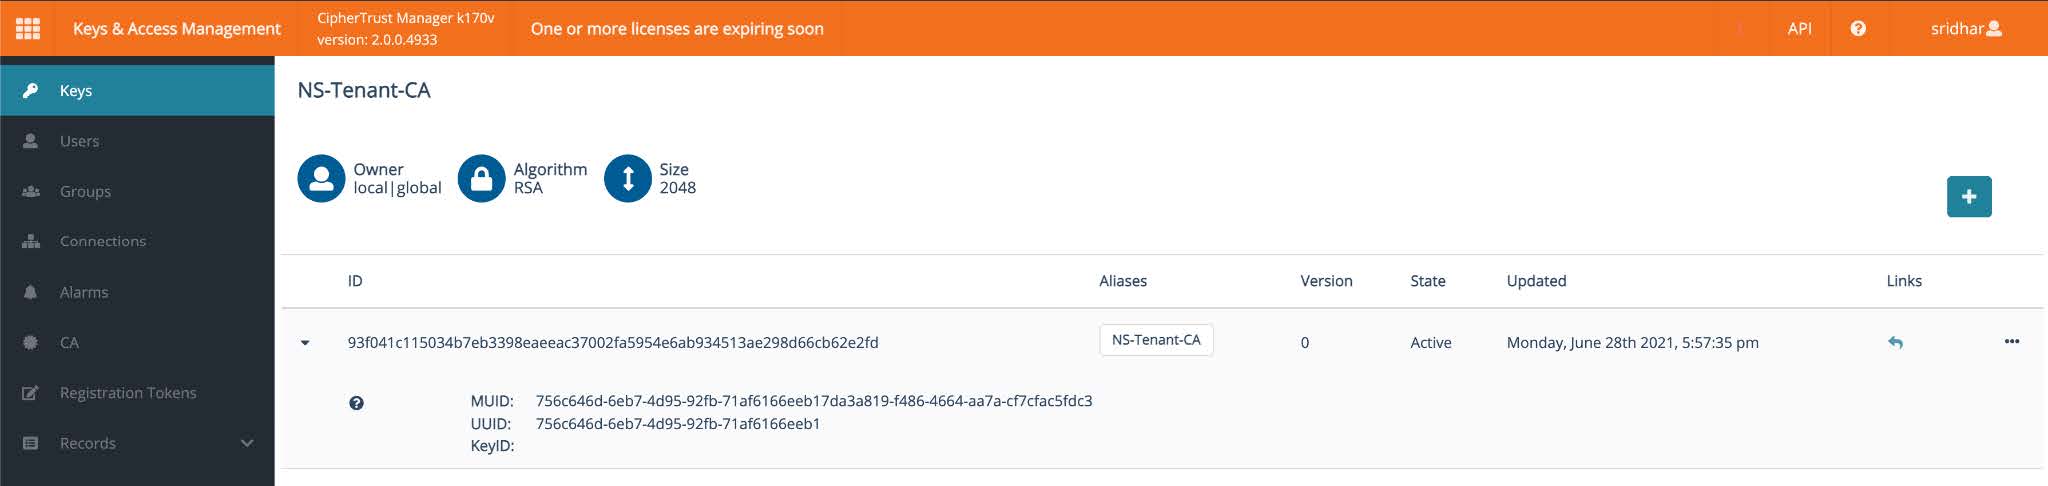 Keys & Access Management
CipherTrust Manager k170v
version: 2.0.0.4933
One or more licenses are expiring soon
API
sridhar
Keys
Users
Groups
Connections
Alarms
CA
Registration Tokens
Records
NS-Tenant-CA
Owner
local|global
Algorithm
RSA
Size
2048
ID Aliases Version State Updated Links
93f041c115034b7eb3398eaeeac37002fa5954e6ab934513ae298d66cb62e2fd NS-Tenant-CA 0 Active Monday, June 28th 2021, 5:57:35 pm
MUID: 756c646d-6eb7-4d95-92fb-71af6166eeb17da3a819-f486-4664-aa7a-cf7cfac5fdc3
UUID: 756c646d-6eb7-4d95-92fb-71af6166eeb1
KeyID: